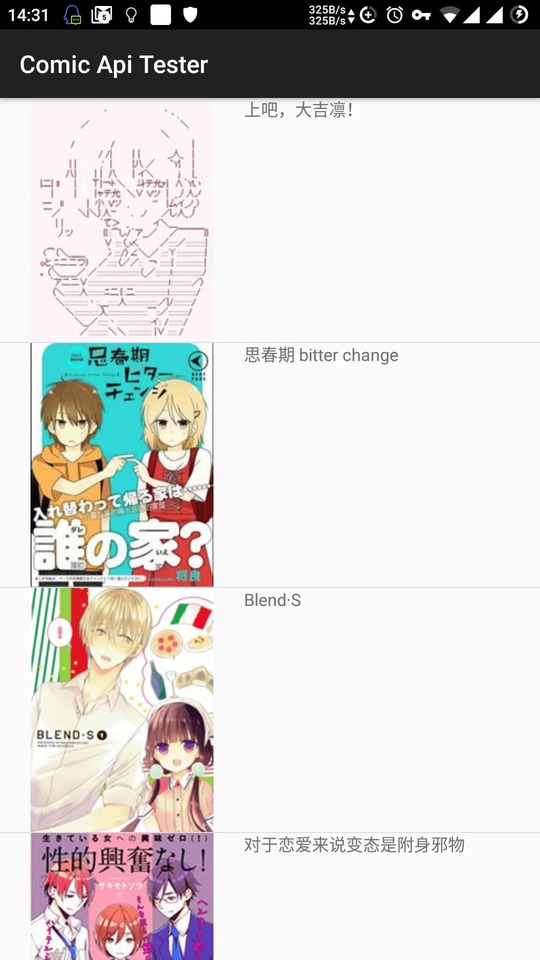 14:31
325B/s
325B/s
Comic Api Tester
上吧，大吉凛！
思春期 bitter change
思春期
ビター
チェンジ
入れ替わって帰る家は……
誰の家？
ダレ
いえ
将良
Blend·S
BLEND·S 1
对于恋爱来说变态是附身邪物
生きている女への興味ゼロ(！)
性的興奮なし！
サキモトソラ